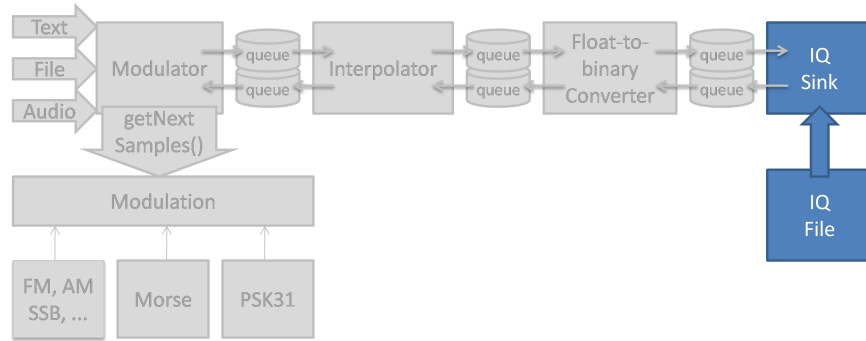 Text
File
Audio
Modulator
queue
queue
Interpolator
queue
queue
Float-to-
binary
Converter
queue
queue
IQ
Sink
getNext
Samples()
Modulation
IQ
File
FM, AM
SSB, ...
Morse
PSK31